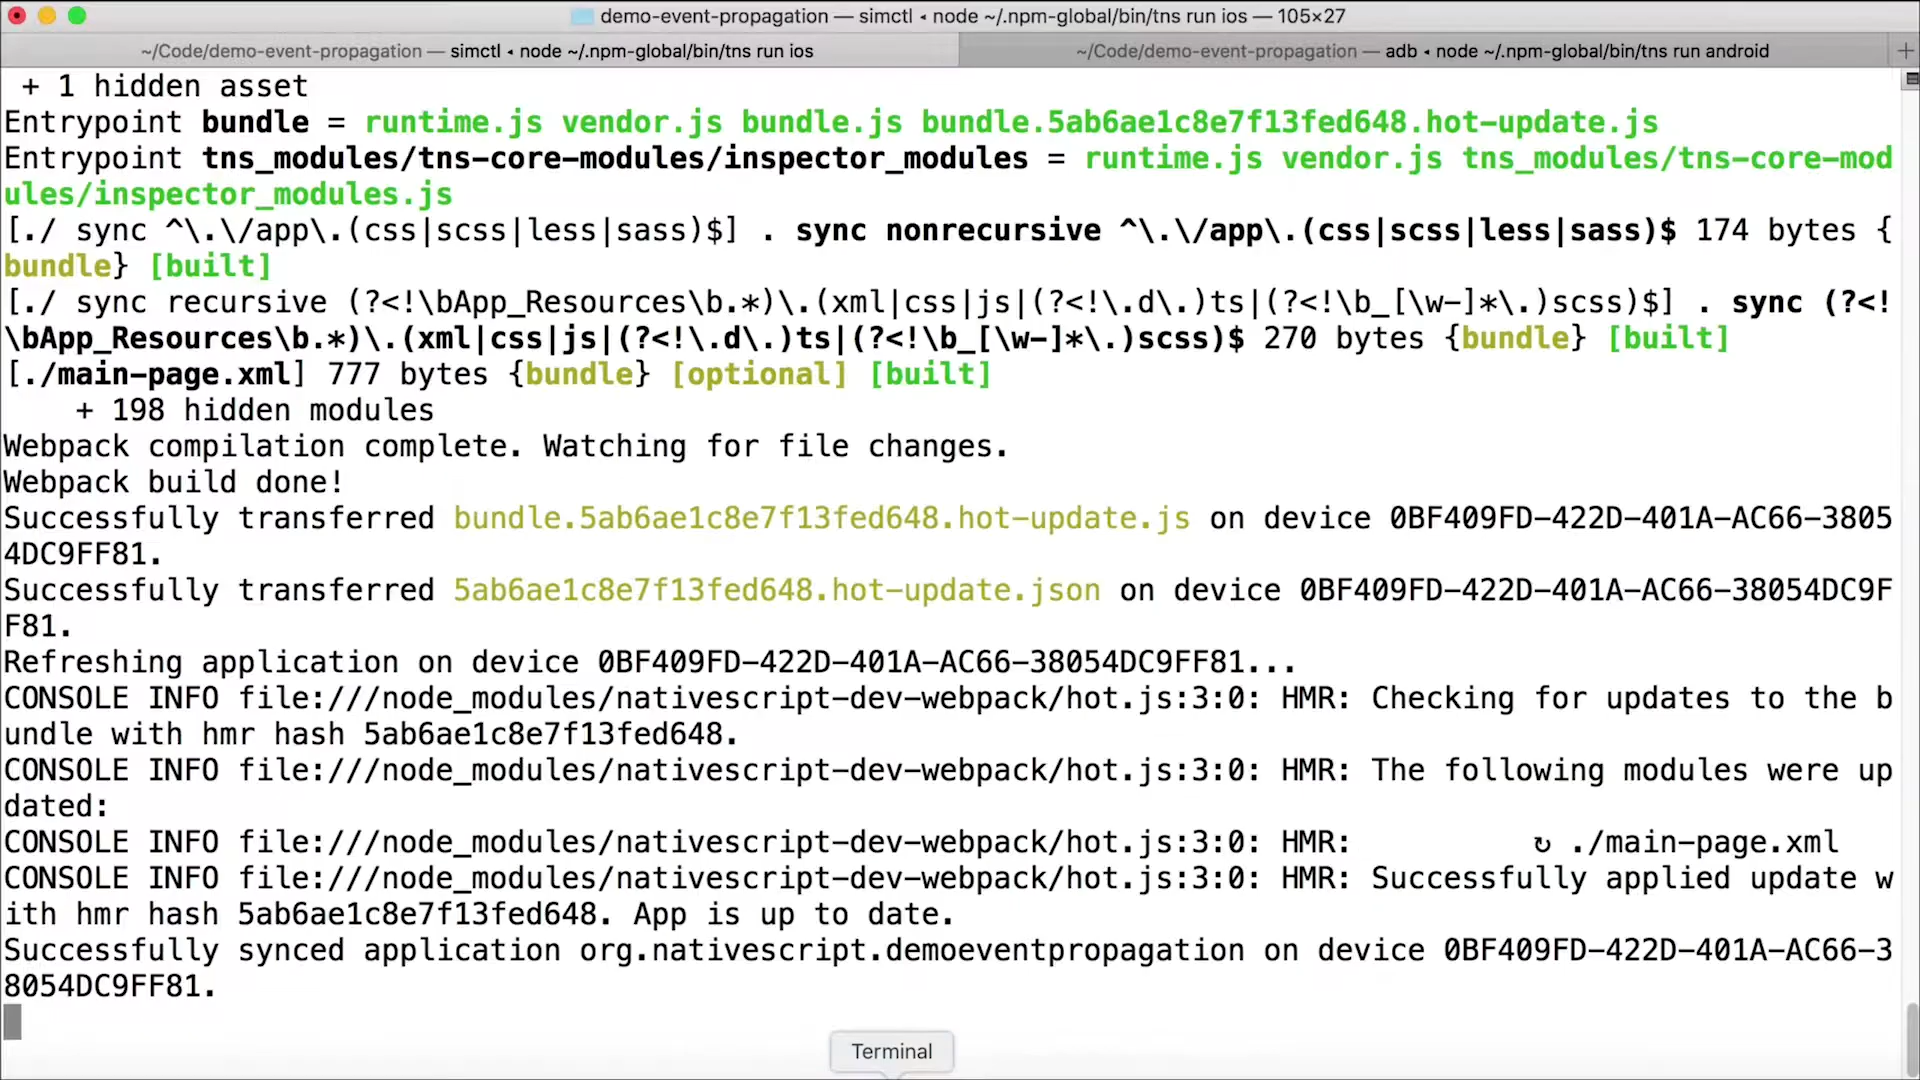 demo-event-propagation — simctl ◂ node ~/.npm-global/bin/tns run ios — 105×27
~/Code/demo-event-propagation — simctl ◂ node ~/.npm-global/bin/tns run ios
~/Code/demo-event-propagation — adb ◂ node ~/.npm-global/bin/tns run android
+
+ 1 hidden asset
Entrypoint bundle = runtime.js vendor.js bundle.js bundle.5ab6ae1c8e7f13fed648.hot-update.js
Entrypoint tns_modules/tns-core-modules/inspector_modules = runtime.js vendor.js tns_modules/tns-core-mod
ules/inspector_modules.js
[./ sync ^\.\/app\.(css|scss|less|sass)$] . sync nonrecursive ^\.\/app\.(css|scss|less|sass)$ 174 bytes {
bundle} [built]
[./ sync recursive (?<!\bApp_Resources\b.*)\.(xml|css|js|(?<!\.d\.)ts|(?<!\b_[\w-]*\.)scss)$] . sync (?<!
\bApp_Resources\b.*)\.(xml|css|js|(?<!\.d\.)ts|(?<!\b_[\w-]*\.)scss)$ 270 bytes {bundle} [built]
[./main-page.xml] 777 bytes {bundle} [optional] [built]
+ 198 hidden modules
Webpack compilation complete. Watching for file changes.
Webpack build done!
Successfully transferred bundle.5ab6ae1c8e7f13fed648.hot-update.js on device 0BF409FD-422D-401A-AC66-3805
4DC9FF81.
Successfully transferred 5ab6ae1c8e7f13fed648.hot-update.json on device 0BF409FD-422D-401A-AC66-38054DC9F
F81.
Refreshing application on device 0BF409FD-422D-401A-AC66-38054DC9FF81...
CONSOLE INFO file:///node_modules/nativescript-dev-webpack/hot.js:3:0: HMR: Checking for updates to the b
undle with hmr hash 5ab6ae1c8e7f13fed648.
CONSOLE INFO file:///node_modules/nativescript-dev-webpack/hot.js:3:0: HMR: The following modules were up
dated:
CONSOLE INFO file:///node_modules/nativescript-dev-webpack/hot.js:3:0: HMR:          ↻ ./main-page.xml
CONSOLE INFO file:///node_modules/nativescript-dev-webpack/hot.js:3:0: HMR: Successfully applied update w
ith hmr hash 5ab6ae1c8e7f13fed648. App is up to date.
Successfully synced application org.nativescript.demoeventpropagation on device 0BF409FD-422D-401A-AC66-3
8054DC9FF81.
Terminal